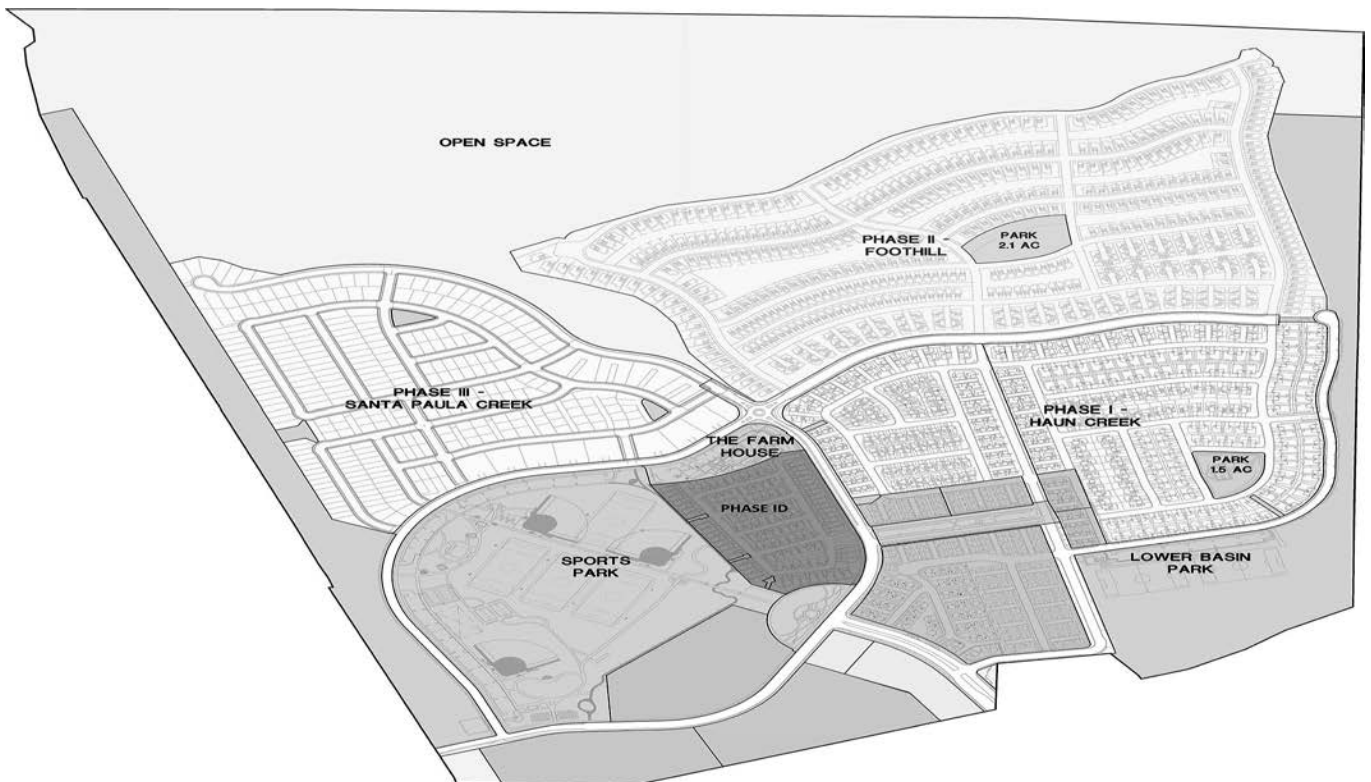 OPEN SPACE
PHASE II -
FOOTHILL
PARK
2.1 AC
PHASE III -
SANTA PAULA CREEK
PHASE I -
HAUN CREEK
THE FARM
HOUSE
PARK
1.5 AC
PHASE ID
SPORTS
PARK
LOWER BASIN
PARK